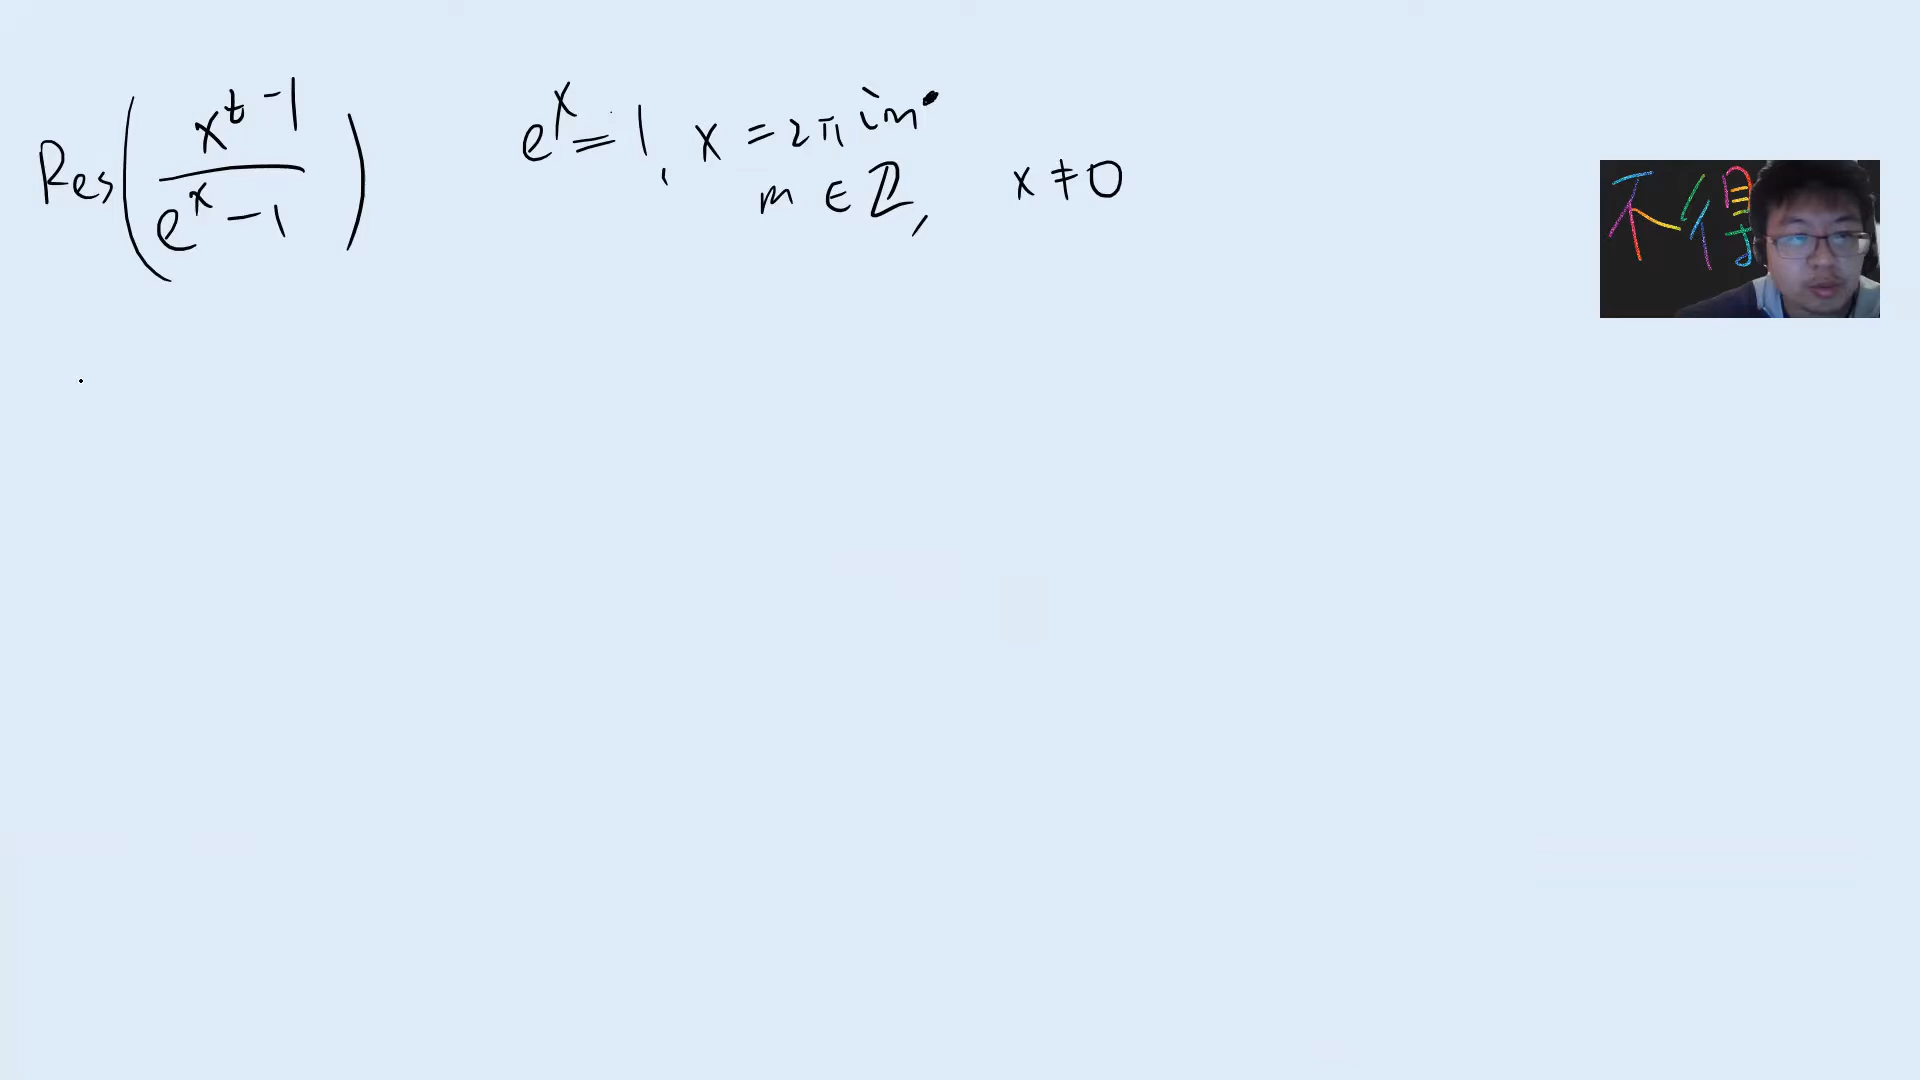 Res(x^{t-1}/(e^x-1))
e^x=1, x=2πim
m∈ℤ, x≠0
不得